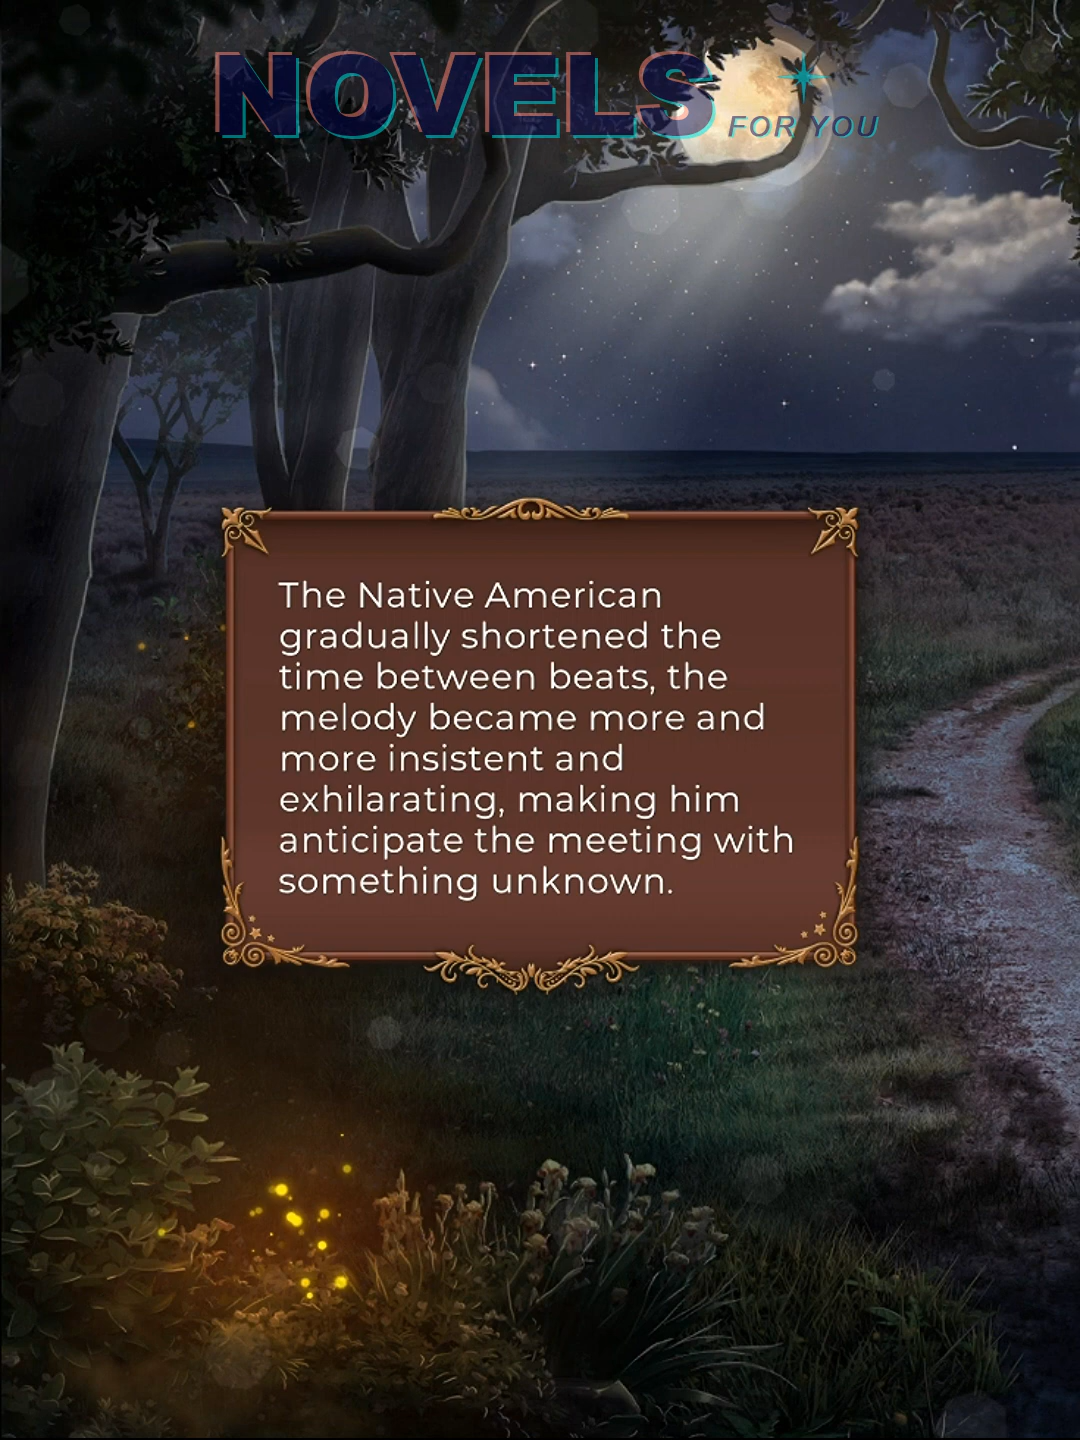 NOVELS
FOR YOU
The Native American
gradually shortened the
time between beats, the
melody became more and
more insistent and
exhilarating, making him
anticipate the meeting with
something unknown.